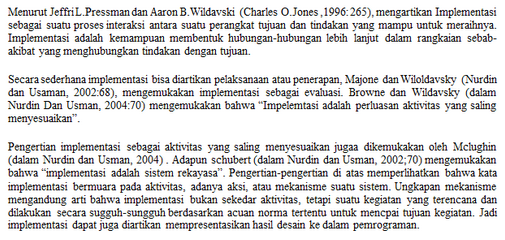 Menurut Jeffri L.Pressman dan Aaron B.Wildavski (Charles O.Jones ,1996: 265), mengartikan Implementasi
sebagai suatu proses interaksi antara suatu perangkat tujuan dan tindakan yang mampu untuk meraihnya.
Implementasi adalah kemampuan membentuk hubungan-hubungan lebih lanjut dalam rangkaian sebab-
akibat yang menghubungkan tindakan dengan tujuan.
Secara sederhana implementasi bisa diartikan pelaksanaan atau penerapan, Majone dan Wiloldavsky (Nurdin
dan Usaman, 2002:68), mengemukakan implementasi sebagai evaluasi. Browne dan Wildavsky (dalam
Nurdin Dan Usman, 2004:70) mengemukakan bahwa “Impelemtasi adalah perluasan aktivitas yang saling
menyesuaikan”.
Pengertian implementasi sebagai aktivitas yang saling menyesuaikan jugaa dikemukakan oleh Mclughin
(dalam Nurdin dan Usman, 2004) . Adapun schubert (dalam Nurdin dan Usman, 2002;70) mengemukakan
bahwa “implementasi adalah sistem rekayasa”. Pengertian-pengertian di atas memperlihatkan bahwa kata
implementasi bermuara pada aktivitas, adanya aksi, atau mekanisme suatu sistem. Ungkapan mekanisme
mengandung arti bahwa implementasi bukan sekedar aktivitas, tetapi suatu kegiatan yang terencana dan
dilakukan secara sugguh-sungguh berdasarkan acuan norma tertentu untuk mencpai tujuan kegiatan. Jadi
implementasi dapat juga diartikan mempresentasikan hasil desain ke dalam pemrograman.